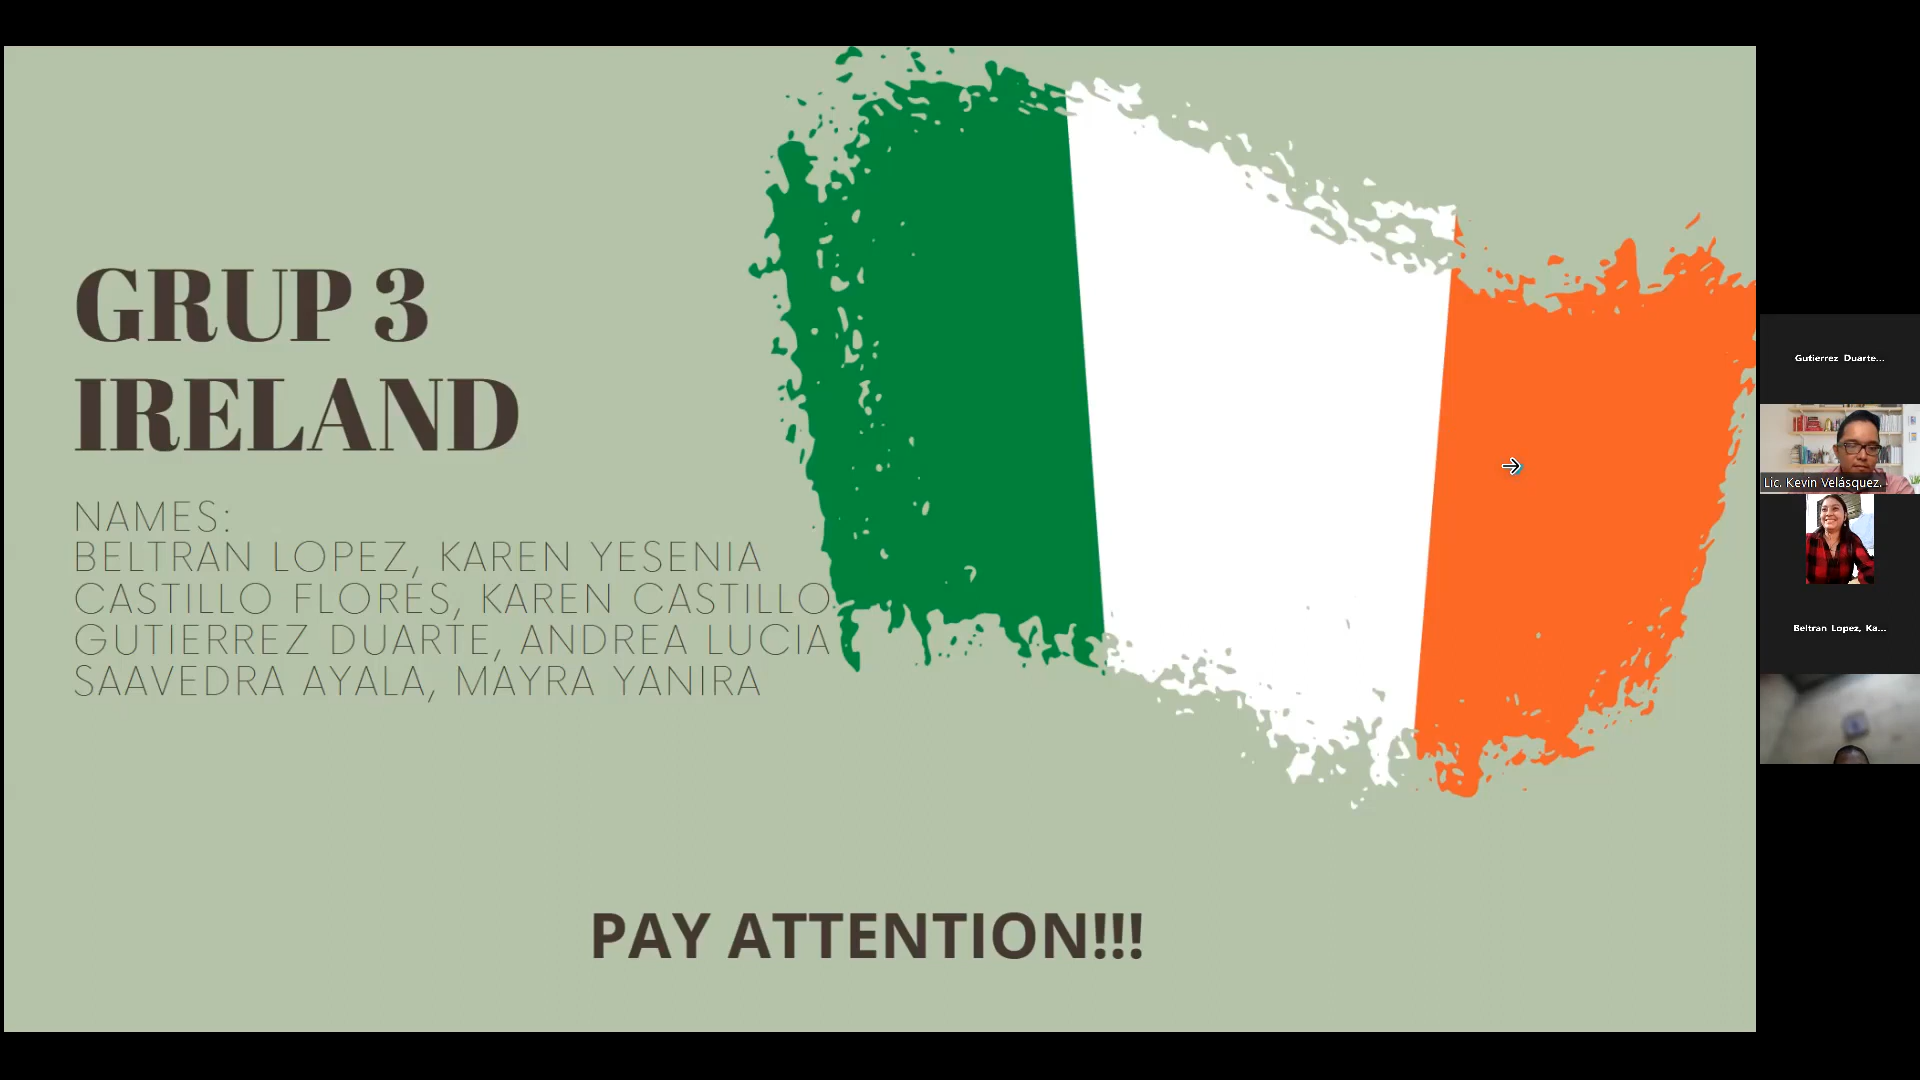 GRUP 3
IRELAND
NAMES:
BELTRAN LOPEZ, KAREN YESENIA
CASTILLO FLORES, KAREN CASTILLO
GUTIERREZ DUARTE, ANDREA LUCIA
SAAVEDRA AYALA, MAYRA YANIRA
PAY ATTENTION!!!
Gutierrez Duarte...
Lic. Kevin Velásquez.
Beltran Lopez, Ka...